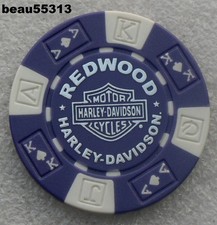 beau55313
REDWOOD
MOTOR
HARLEY-DAVIDSON
CYCLES
HARLEY-DAVIDSON
A
K K
A
Q
A A
J